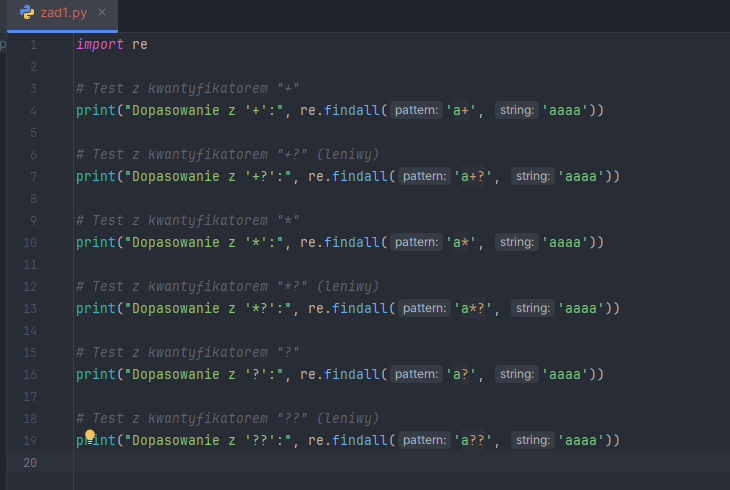 zad1.py
1 import re
2
3 # Test z kwantyfikatorem "+"
4 print("Dopasowanie z '+':", re.findall( pattern: 'a+', string: 'aaaa'))
5
6 # Test z kwantyfikatorem "+?" (leniwy)
7 print("Dopasowanie z '+?':", re.findall( pattern: 'a+?', string: 'aaaa'))
8
9 # Test z kwantyfikatorem "*"
10 print("Dopasowanie z '*':", re.findall( pattern: 'a*', string: 'aaaa'))
11
12 # Test z kwantyfikatorem "*?" (leniwy)
13 print("Dopasowanie z '*?':", re.findall( pattern: 'a*?', string: 'aaaa'))
14
15 # Test z kwantyfikatorem "?"
16 print("Dopasowanie z '?':", re.findall( pattern: 'a?', string: 'aaaa'))
17
18 # Test z kwantyfikatorem "??" (leniwy)
19 print("Dopasowanie z '??':", re.findall( pattern: 'a??', string: 'aaaa'))
20